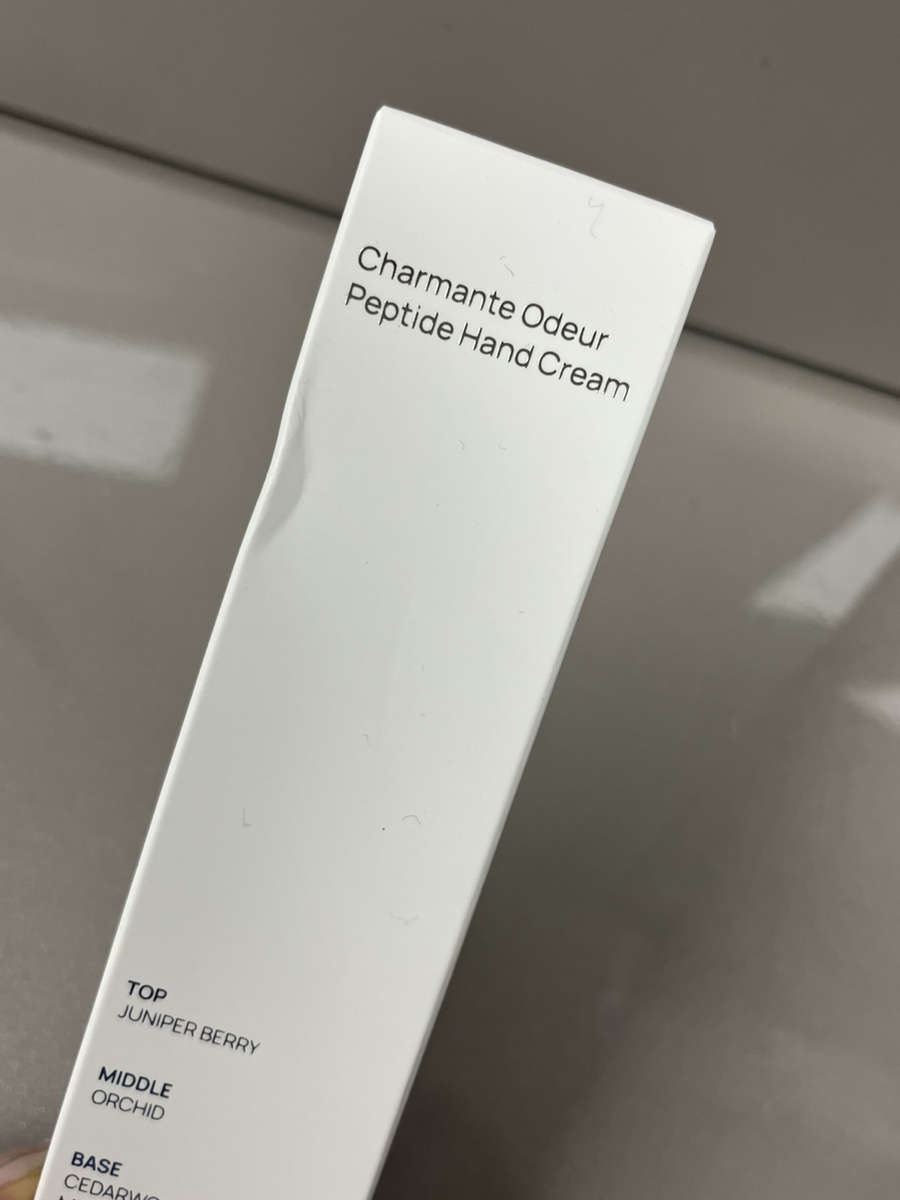 Charmante Odeur
Peptide Hand Cream
TOP
JUNIPER BERRY
MIDDLE
ORCHID
BASE